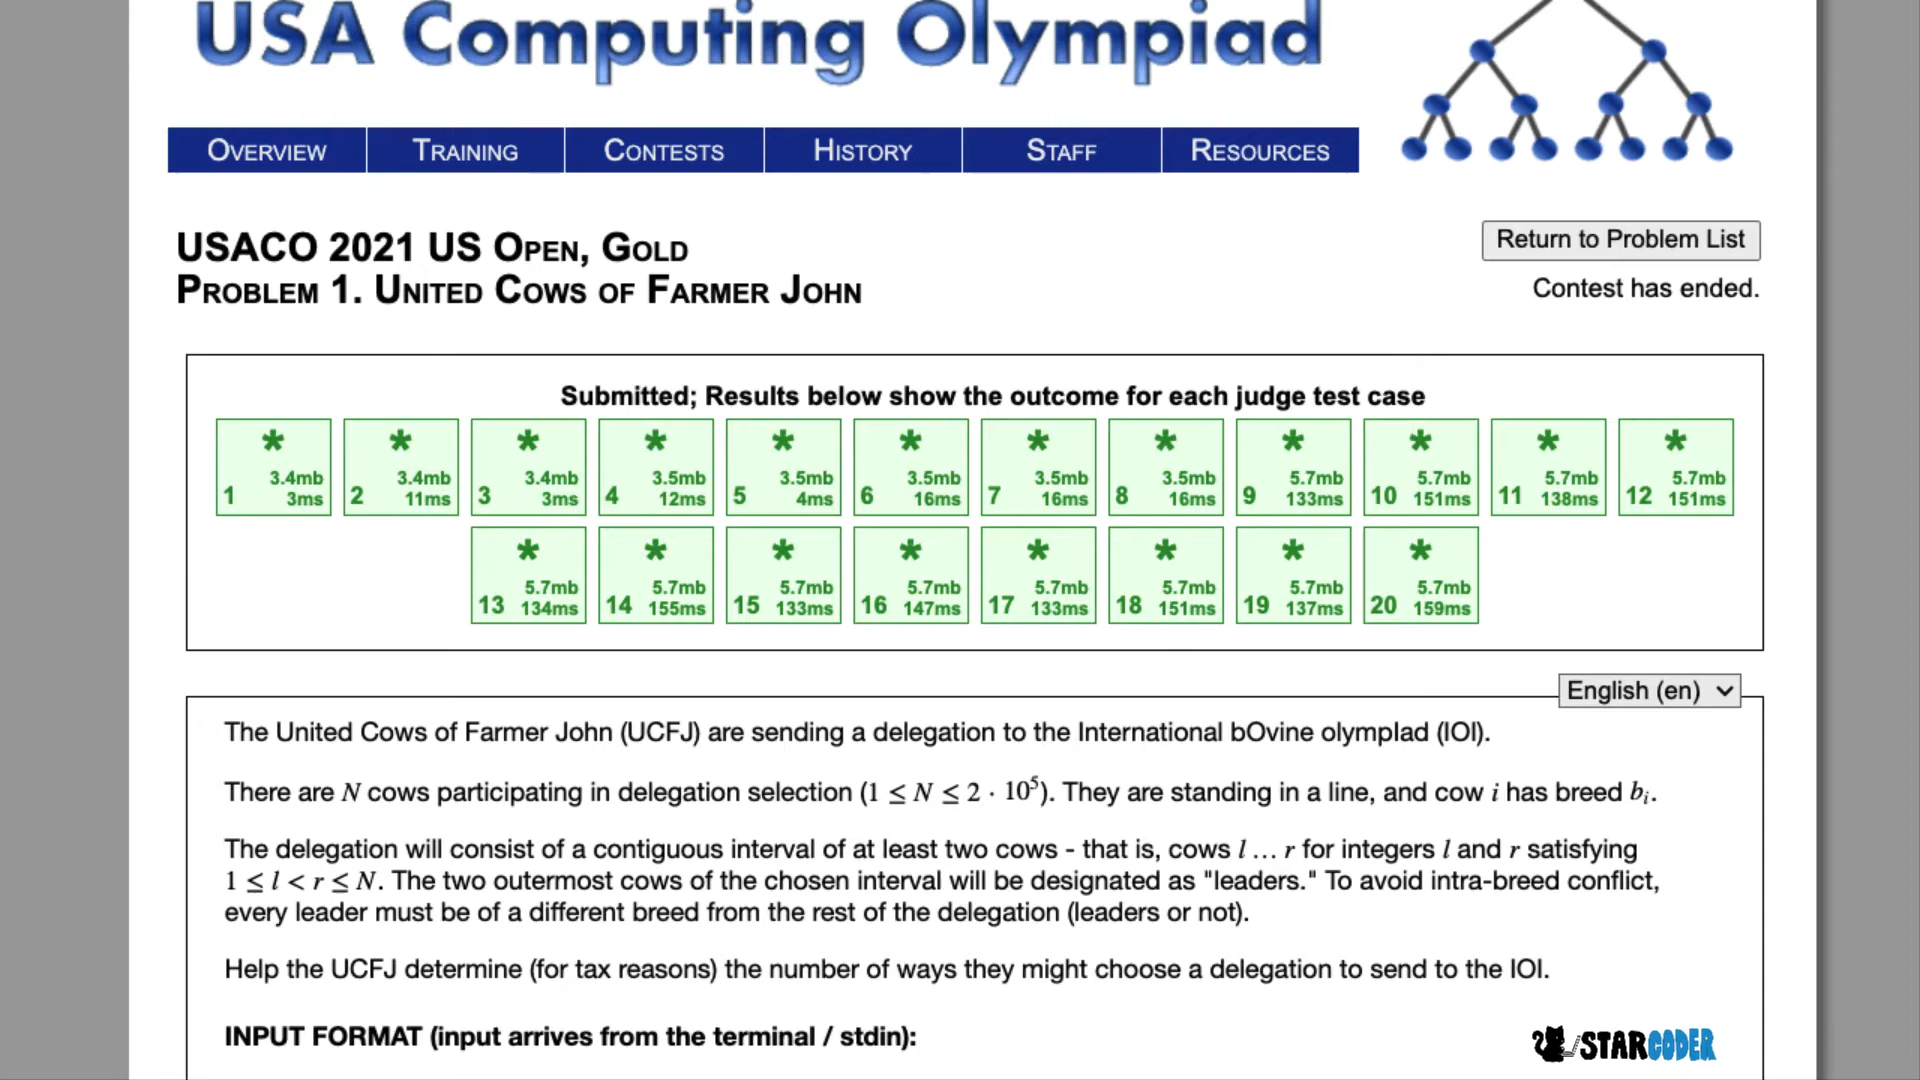 USA Computing Olympiad
OVERVIEW TRAINING CONTESTS HISTORY STAFF RESOURCES
USACO 2021 US OPEN, GOLD
PROBLEM 1. UNITED COWS OF FARMER JOHN
Return to Problem List
Contest has ended.
Submitted; Results below show the outcome for each judge test case
* * * * * * * * * * * *
3.4mb 3.4mb 3.4mb 3.5mb 3.5mb 3.5mb 3.5mb 3.5mb 5.7mb 5.7mb 5.7mb 5.7mb
1 3ms 2 11ms 3 3ms 4 12ms 5 4ms 6 16ms 7 16ms 8 16ms 9 133ms 10 151ms 11 138ms 12 151ms
* * * * * * * *
5.7mb 5.7mb 5.7mb 5.7mb 5.7mb 5.7mb 5.7mb 5.7mb
13 134ms 14 155ms 15 133ms 16 147ms 17 133ms 18 151ms 19 137ms 20 159ms
English (en)
The United Cows of Farmer John (UCFJ) are sending a delegation to the International bOvine olympIad (IOI).
There are N cows participating in delegation selection (1 ≤ N ≤ 2 · 10⁵). They are standing in a line, and cow i has breed bᵢ.
The delegation will consist of a contiguous interval of at least two cows - that is, cows l … r for integers l and r satisfying
1 ≤ l < r ≤ N. The two outermost cows of the chosen interval will be designated as "leaders." To avoid intra-breed conflict,
every leader must be of a different breed from the rest of the delegation (leaders or not).
Help the UCFJ determine (for tax reasons) the number of ways they might choose a delegation to send to the IOI.
INPUT FORMAT (input arrives from the terminal / stdin):
STARCODER